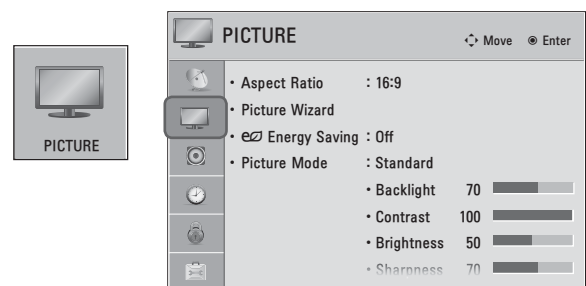 PICTURE
PICTURE
Move Enter
• Aspect Ratio : 16:9
• Picture Wizard
• Energy Saving : Off
• Picture Mode : Standard
• Backlight 70
• Contrast 100
• Brightness 50
• Sharpness 70